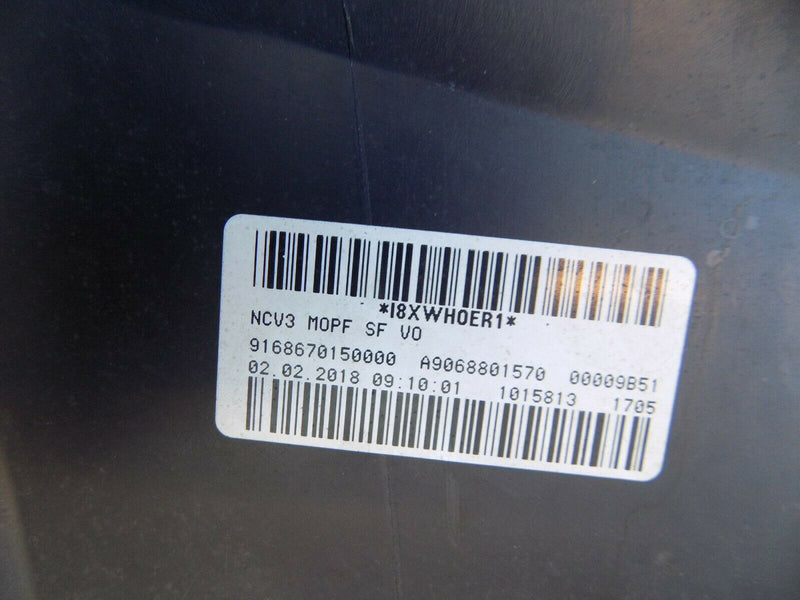 *I8XWH0ER1*
NCV3 MOPF SF VO
9168670150000 A9068801570 00009B51
02.02.2018 09:10:01 1015813 1705